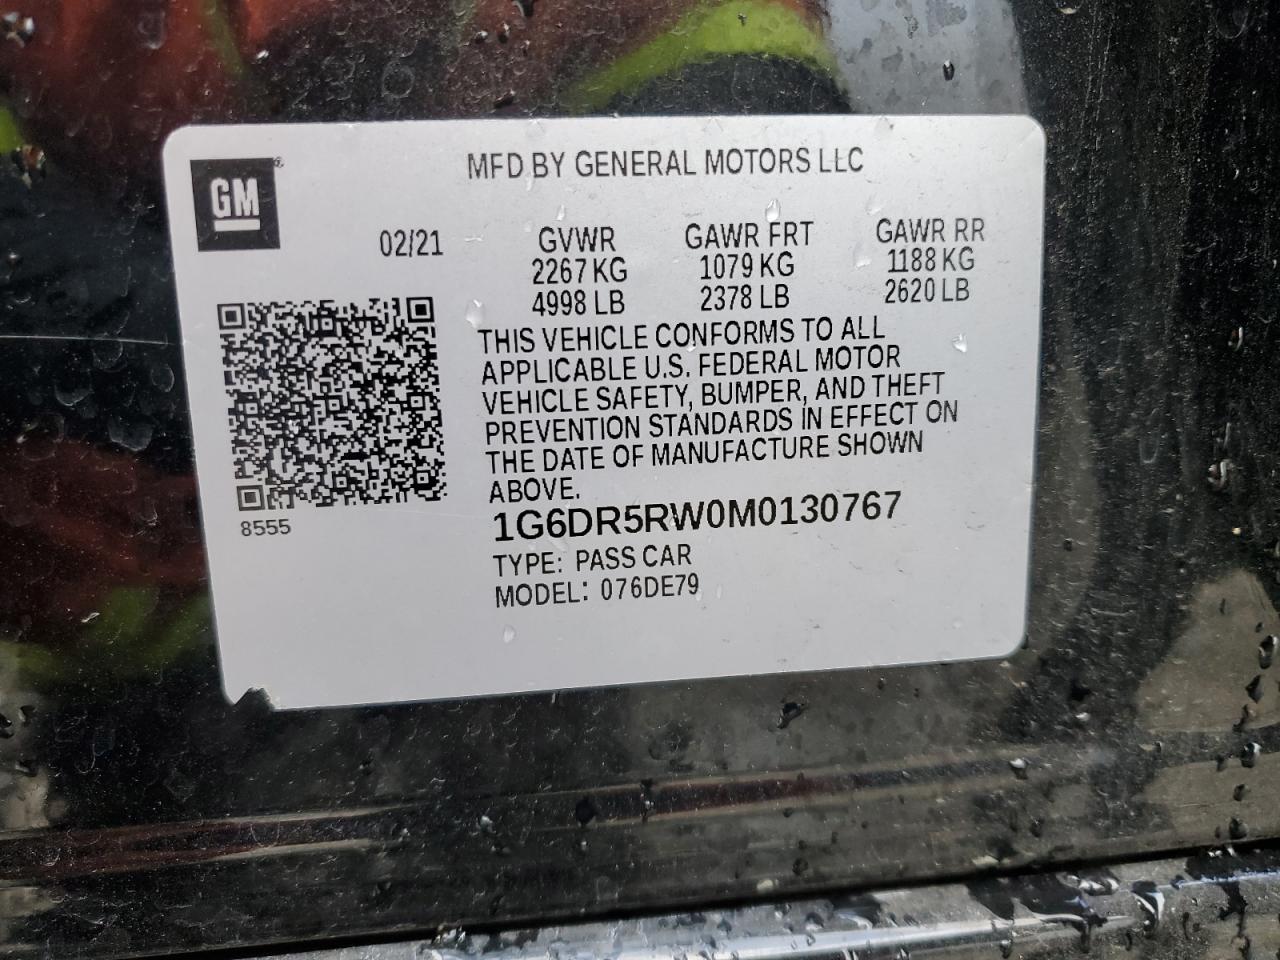 MFD BY GENERAL MOTORS LLC
GM
02/21
GVWR GAWR FRT GAWR RR
2267 KG 1079 KG 1188 KG
4998 LB 2378 LB 2620 LB
THIS VEHICLE CONFORMS TO ALL
APPLICABLE U.S. FEDERAL MOTOR
VEHICLE SAFETY, BUMPER, AND THEFT
PREVENTION STANDARDS IN EFFECT ON
THE DATE OF MANUFACTURE SHOWN
ABOVE.
8555
1G6DR5RW0M0130767
TYPE: PASS CAR
MODEL: 076DE79